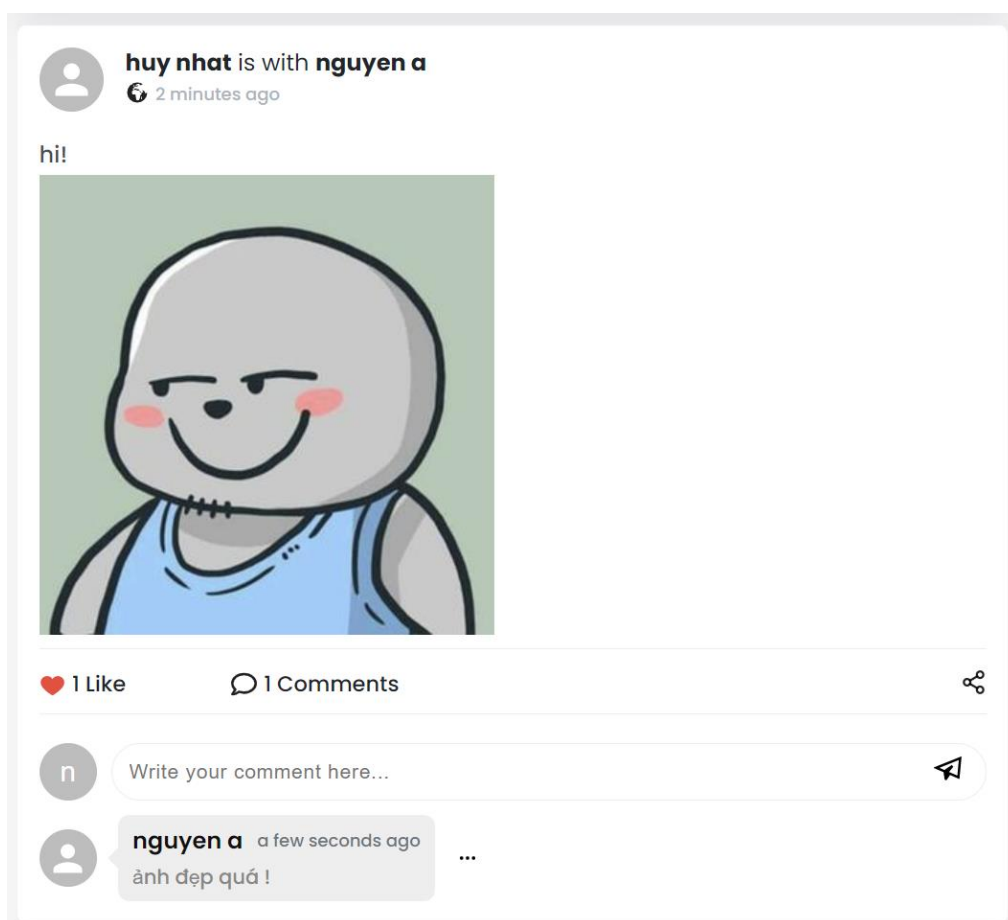 huy nhat is with nguyen a
2 minutes ago
hi!
1 Like
1 Comments
n
Write your comment here...
nguyen a a few seconds ago
ảnh đẹp quá !